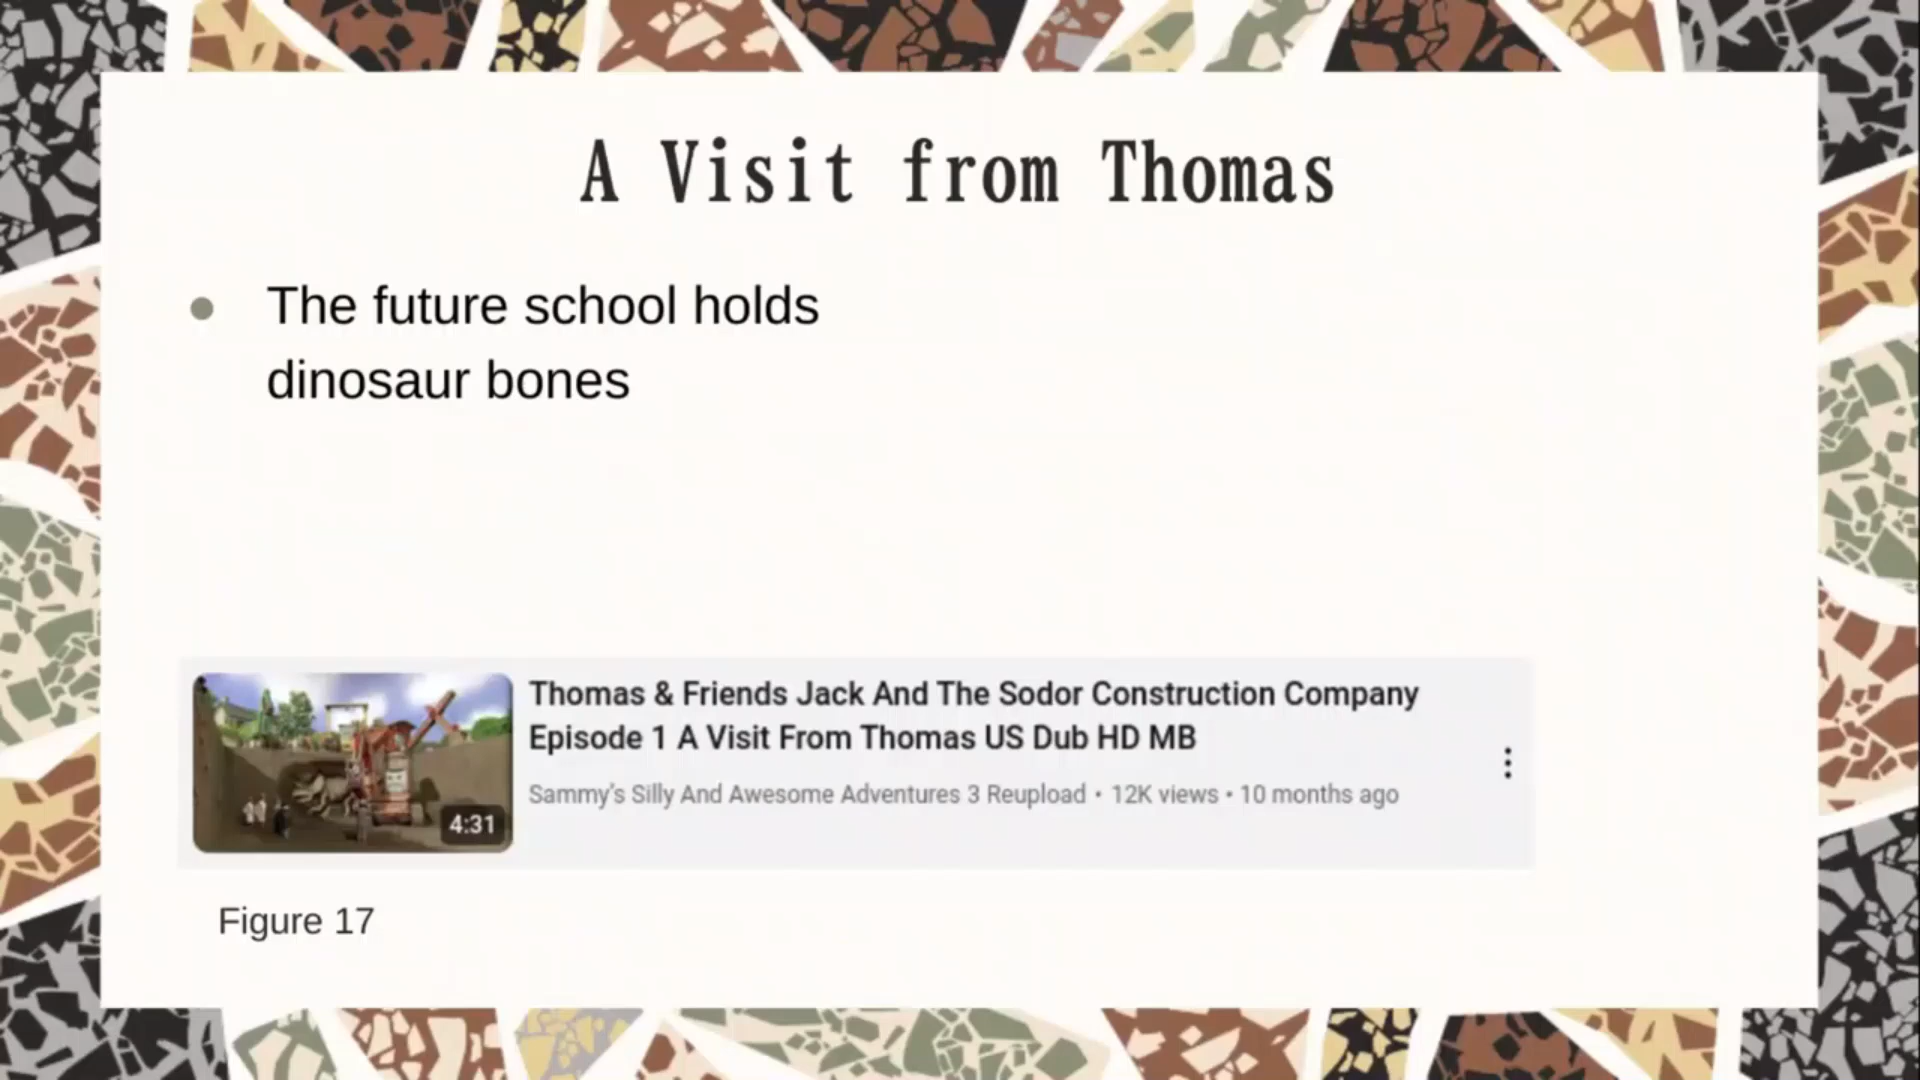 A Visit from Thomas
The future school holds
dinosaur bones
Thomas & Friends Jack And The Sodor Construction Company
Episode 1 A Visit From Thomas US Dub HD MB
Sammy's Silly And Awesome Adventures 3 Reupload • 12K views • 10 months ago
4:31
Figure 17